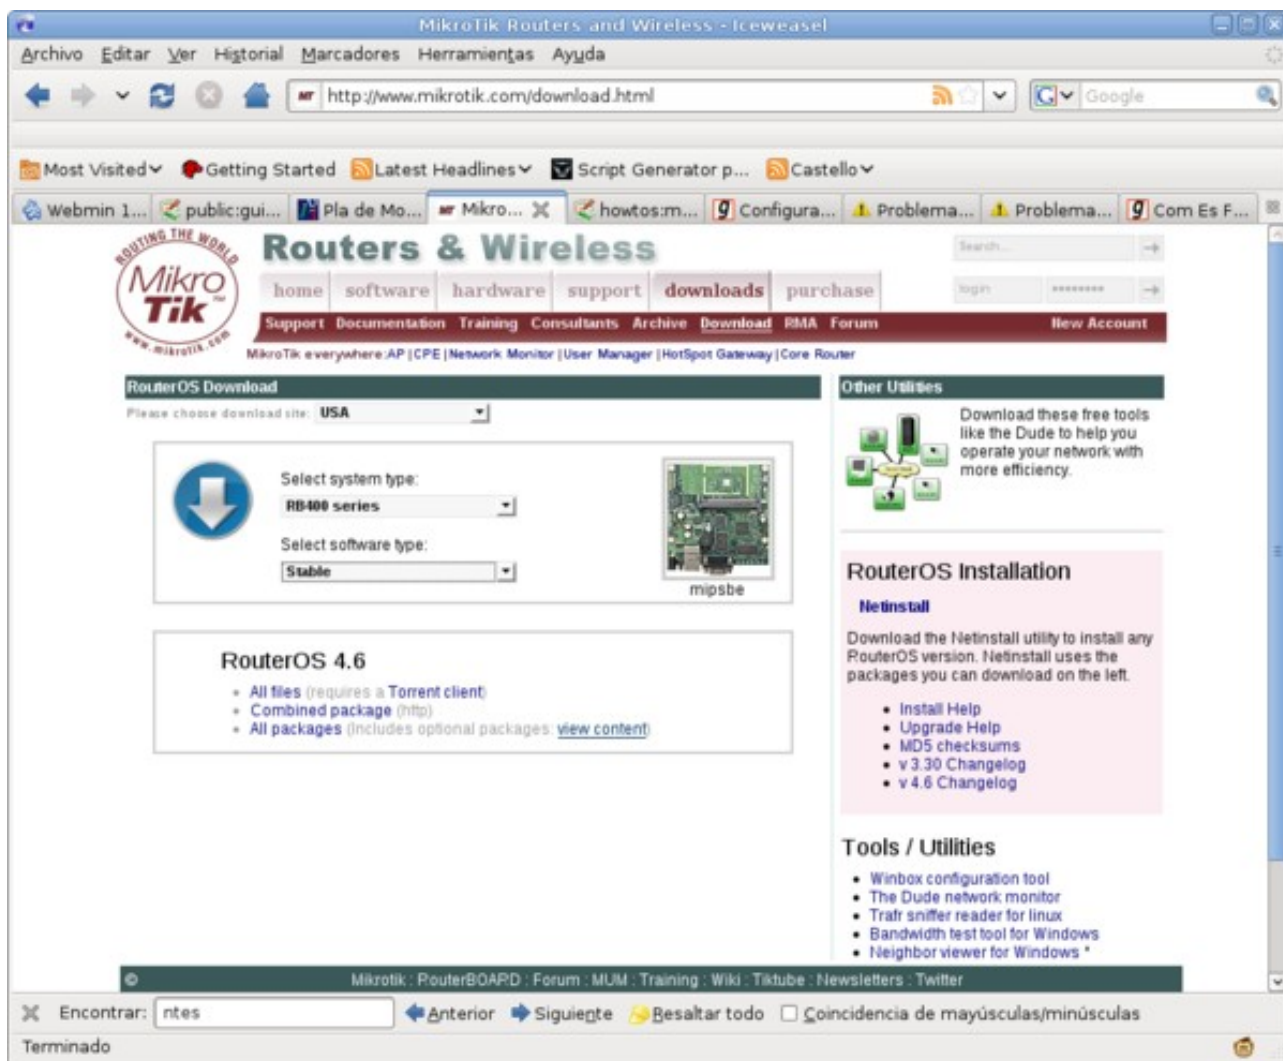 MikroTik Routers and Wireless - Iceweasel
Archivo Editar Ver Historial Marcadores Herramientas Ayuda
http://www.mikrotik.com/download.html Google
Most Visited Getting Started Latest Headlines Script Generator p... Castello
Webmin 1... public:gui... Pla de Mo... Mikro... howtos:m... Configura... Problema... Problema... Com Es F...
ROUTING THE WORLD
Mikro
Tik
TM
www.mikrotik.com
Routers & Wireless
Search...
home software hardware support downloads purchase
login ********
Support Documentation Training Consultants Archive Download RMA Forum New Account
MikroTik everywhere: AP | CPE | Network Monitor | User Manager | HotSpot Gateway | Core Router
RouterOS Download
Please choose download site: USA
Select system type:
RB400 series
Select software type:
Stable
mipsbe
RouterOS 4.6
All files (requires a Torrent client)
Combined package (http)
All packages (Includes optional packages: view content)
Other Utilities
Download these free tools
like the Dude to help you
operate your network with
more efficiency.
RouterOS Installation
Netinstall
Download the Netinstall utility to install any
RouterOS version. Netinstall uses the
packages you can download on the left.
Install Help
Upgrade Help
MD5 checksums
v 3.30 Changelog
v 4.6 Changelog
Tools / Utilities
Winbox configuration tool
The Dude network monitor
Trafr sniffer reader for linux
Bandwidth test tool for Windows
Neighbor viewer for Windows *
© Mikrotik : RouterBOARD : Forum : MUM : Training : Wiki : Tiktube : Newsletters : Twitter
Encontrar: ntes Anterior Siguiente Resaltar todo Coincidencia de mayúsculas/minúsculas
Terminado